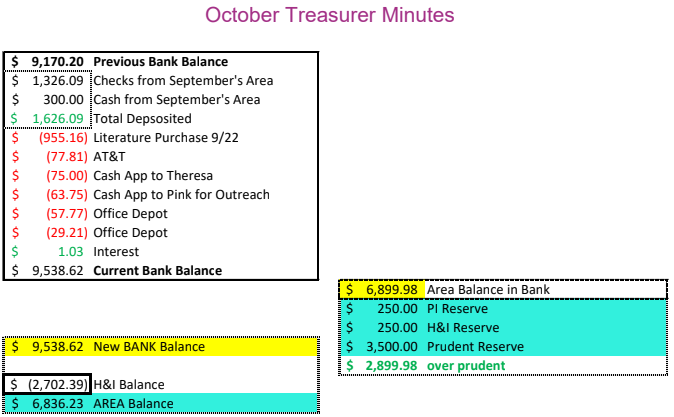 October Treasurer Minutes
$ 9,170.20 Previous Bank Balance
$ 1,326.09 Checks from September's Area
$ 300.00 Cash from September's Area
$ 1,626.09 Total Depsosited
$ (955.16) Literature Purchase 9/22
$ (77.81) AT&T
$ (75.00) Cash App to Theresa
$ (63.75) Cash App to Pink for Outreach
$ (57.77) Office Depot
$ (29.21) Office Depot
$ 1.03 Interest
$ 9,538.62 Current Bank Balance
$ 6,899.98 Area Balance in Bank
$ 250.00 PI Reserve
$ 250.00 H&I Reserve
$ 3,500.00 Prudent Reserve
$ 2,899.98 over prudent
$ 9,538.62 New BANK Balance
$ (2,702.39) H&I Balance
$ 6,836.23 AREA Balance